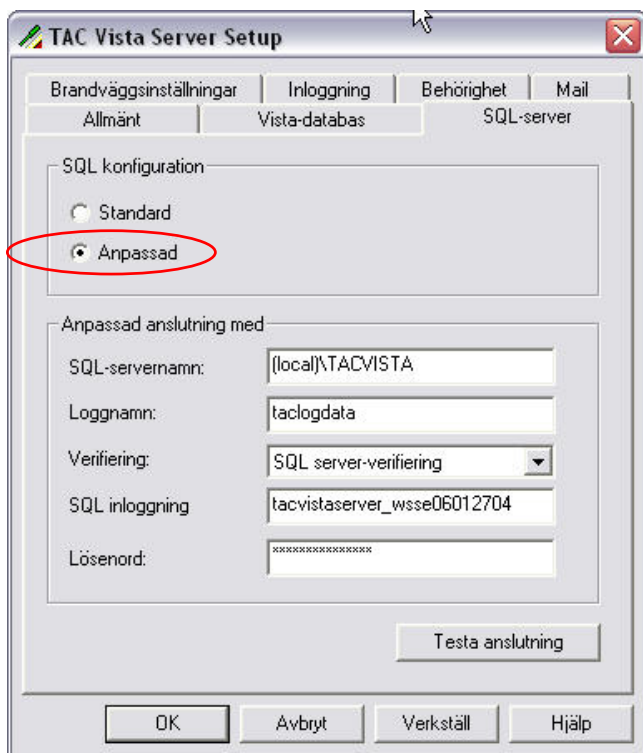 TAC Vista Server Setup
Brandväggsinställningar Inloggning Behörighet Mail
Allmänt Vista-databas SQL-server
SQL konfiguration
Standard
Anpassad
Anpassad anslutning med
SQL-servernamn: (local)\TACVISTA
Loggnamn: taclogdata
Verifiering: SQL server-verifiering
SQL inloggning tacvistaserver_wsse06012704
Lösenord: xxxxxxxxxxxxxxx
Testa anslutning
OK Avbryt Verkställ Hjälp